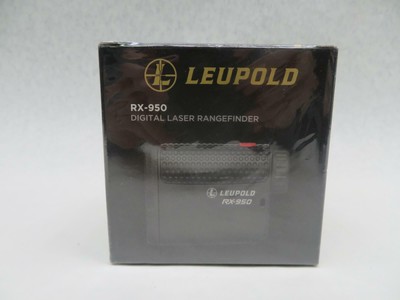 LEUPOLD
RX-950
DIGITAL LASER RANGEFINDER
LEUPOLD
RX-950